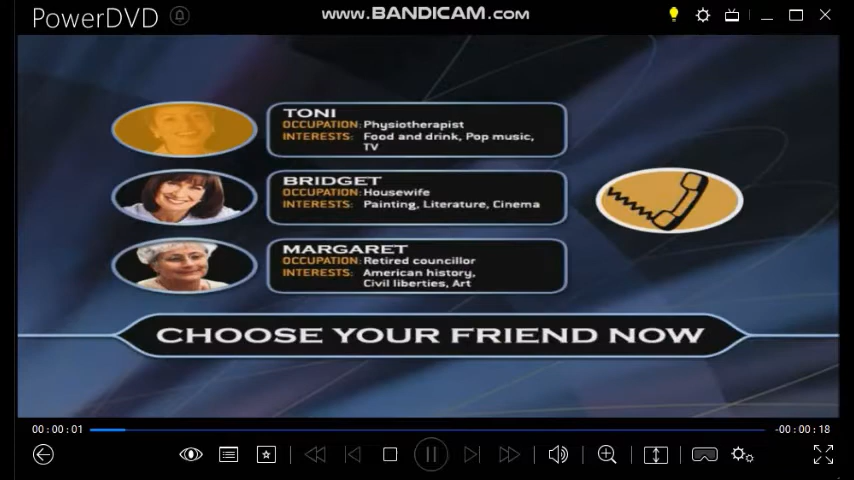 PowerDVD
www.BANDICAM.com
TONI
OCCUPATION: Physiotherapist
INTERESTS: Food and drink, Pop music,
TV
BRIDGET
OCCUPATION: Housewife
INTERESTS: Painting, Literature, Cinema
MARGARET
OCCUPATION: Retired councillor
INTERESTS: American history,
Civil liberties, Art
CHOOSE YOUR FRIEND NOW
00:00:01
-00:00:18